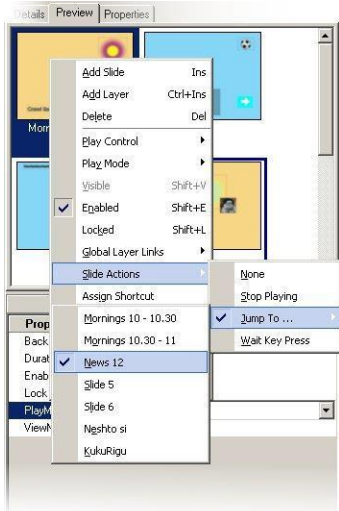 Details Preview Properties
Add Slide Ins
Add Layer Ctrl+Ins
Delete Del
Morn
Play Control
Play Mode
Visible Shift+V
Enabled Shift+E
Locked Shift+L
Global Layer Links
Slide Actions None
Assign Shortcut Stop Playing
Prop Mornings 10 - 10.30 Jump To ...
Back Mornings 10.30 - 11 Wait Key Press
Durat News 12
Enab Slide 5
Lock Slide 6
PlayM Neshto si
ViewM KukuRigu